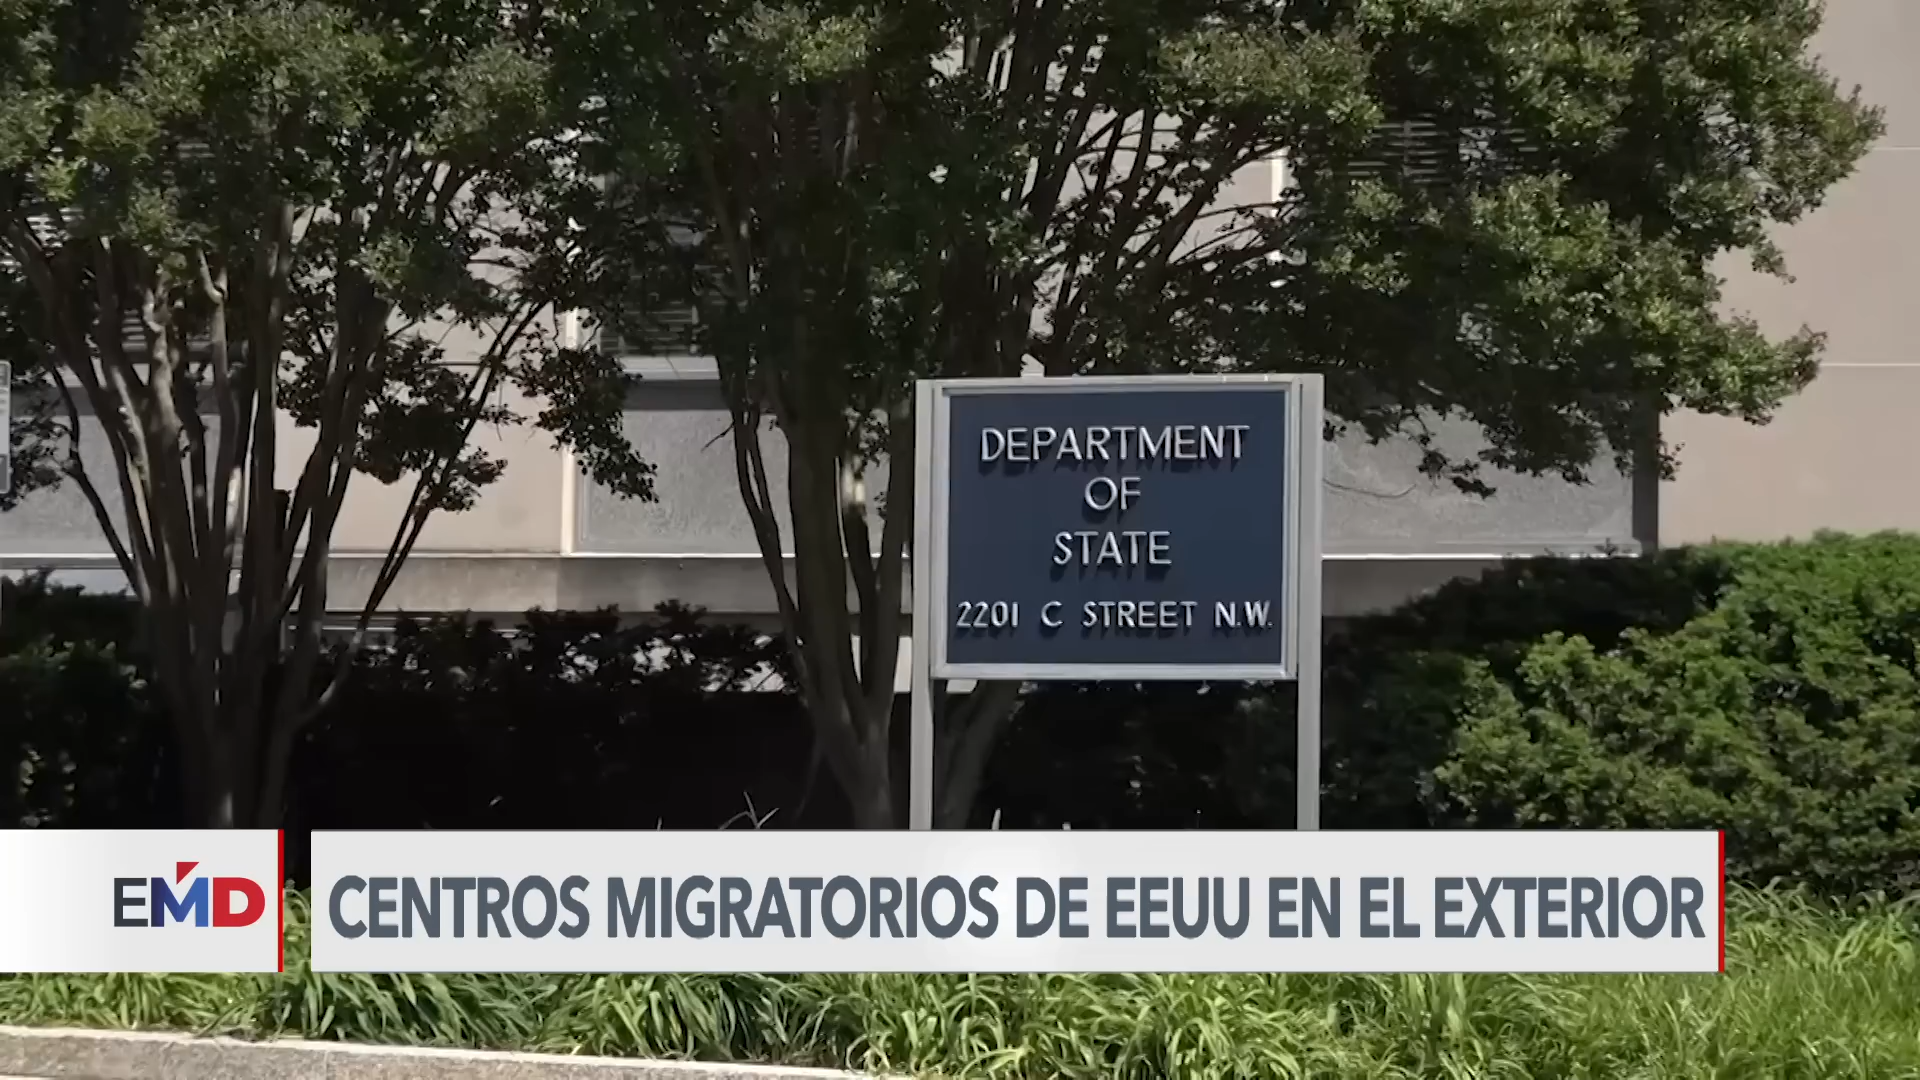 DEPARTMENT
OF
STATE
2201 C STREET N.W.
EMD
CENTROS MIGRATORIOS DE EEUU EN EL EXTERIOR